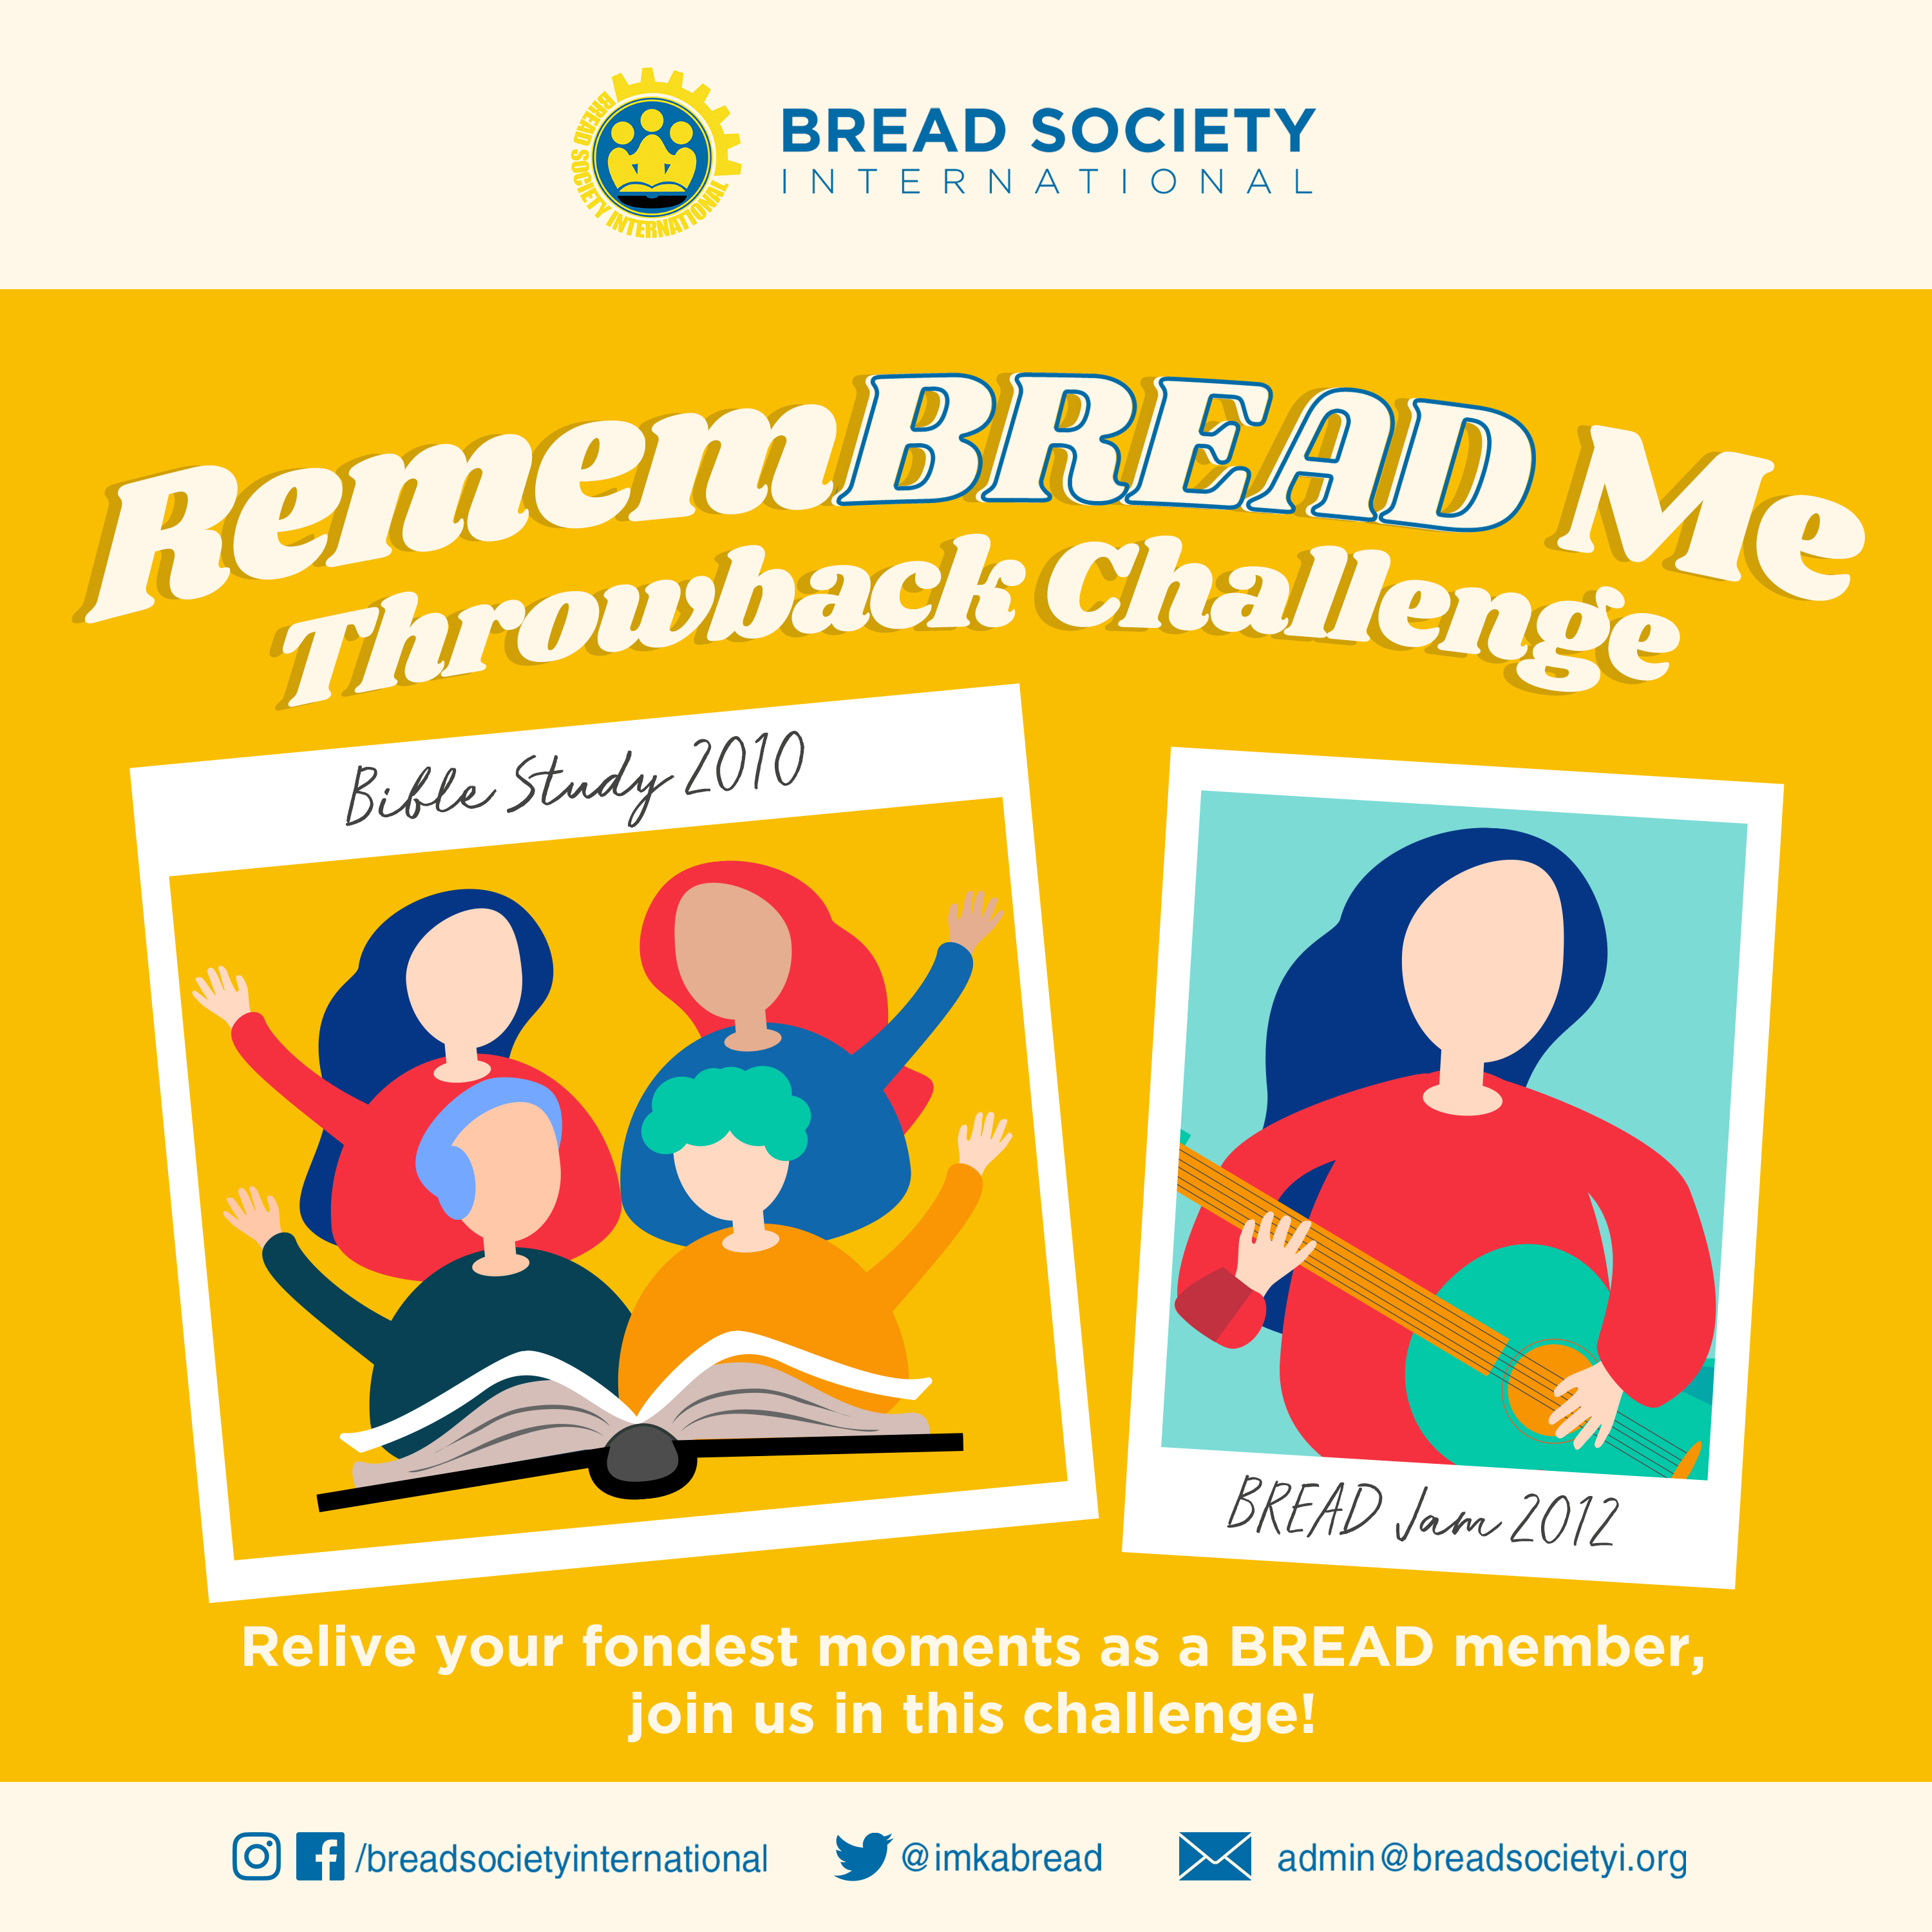 BREAD SOCIETY INTERNATIONAL
BREAD SOCIETY
INTERNATIONAL
RememBREAD Me
Throwback Challenge
Bible Study 2010
BREAD Jam 2012
Relive your fondest moments as a BREAD member,
join us in this challenge!
/breadsocietyinternational
@imkabread
admin@breadsocietyi.org